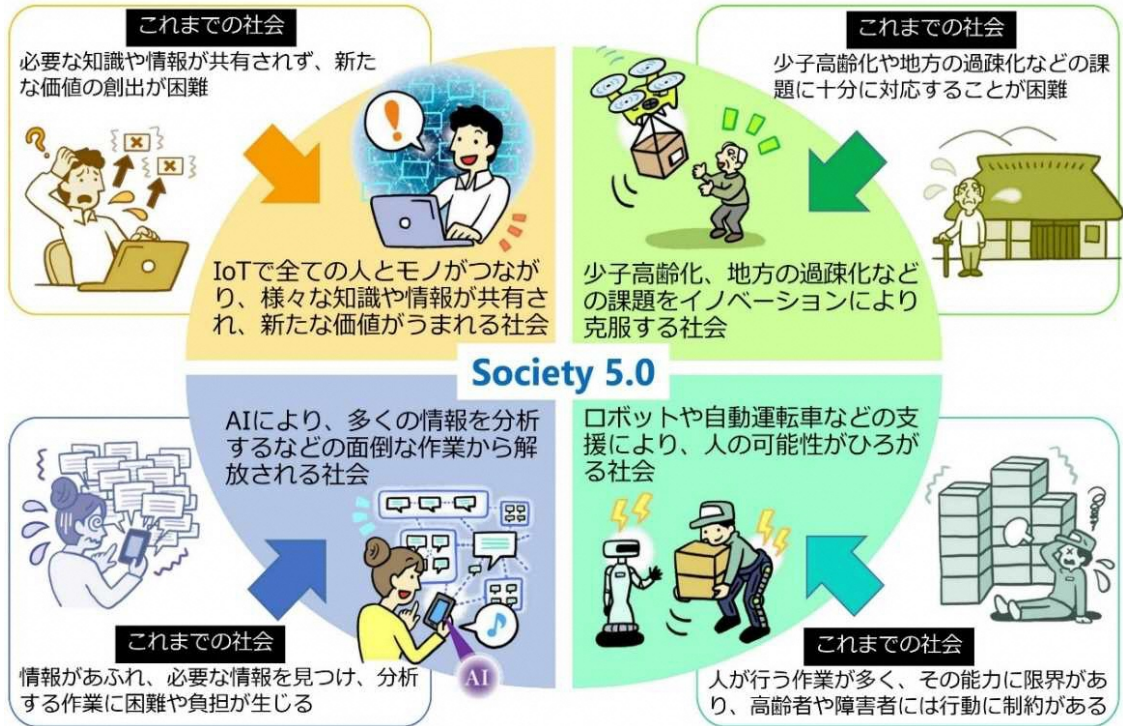 これまでの社会
必要な知識や情報が共有されず、新た
な価値の創出が困難
IoTで全ての人とモノがつなが
り、様々な知識や情報が共有され
、新たな価値がうまれる社会
これまでの社会
少子高齢化や地方の過疎化などの課
題に十分に対応することが困難
少子高齢化、地方の過疎化など
の課題をイノベーションにより
克服する社会
Society 5.0
AIにより、多くの情報を分析
するなどの面倒な作業から解
放される社会
AI
これまでの社会
情報があふれ、必要な情報を見つけ、分析
する作業に困難や負担が生じる
ロボットや自動運転車などの支
援により、人の可能性がひろが
る社会
これまでの社会
人が行う作業が多く、その能力に限界があ
り、高齢者や障害者には行動に制約がある